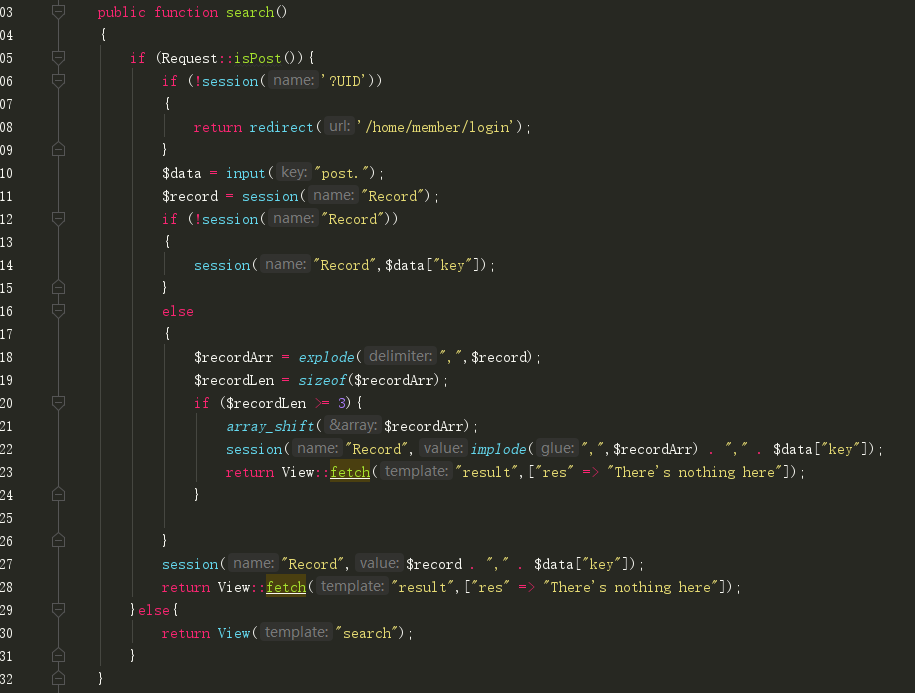 03 public function search()
04 {
05 if (Request::isPost()){
06 if (!session( name: '?UID'))
07 {
08 return redirect( url: '/home/member/login');
09 }
10 $data = input( key: "post.");
11 $record = session( name: "Record");
12 if (!session( name: "Record"))
13 {
14 session( name: "Record",$data["key"]);
15 }
16 else
17 {
18 $recordArr = explode( delimiter: ",",$record);
19 $recordLen = sizeof($recordArr);
20 if ($recordLen >= 3){
21 array_shift( &array: $recordArr);
22 session( name: "Record", value: implode( glue: ",",$recordArr) . "," . $data["key"]);
23 return View::fetch( template: "result",["res" => "There's nothing here"]);
24 }
25
26 }
27 session( name: "Record", value: $record . "," . $data["key"]);
28 return View::fetch( template: "result",["res" => "There's nothing here"]);
29 }else{
30 return View( template: "search");
31 }
32 }